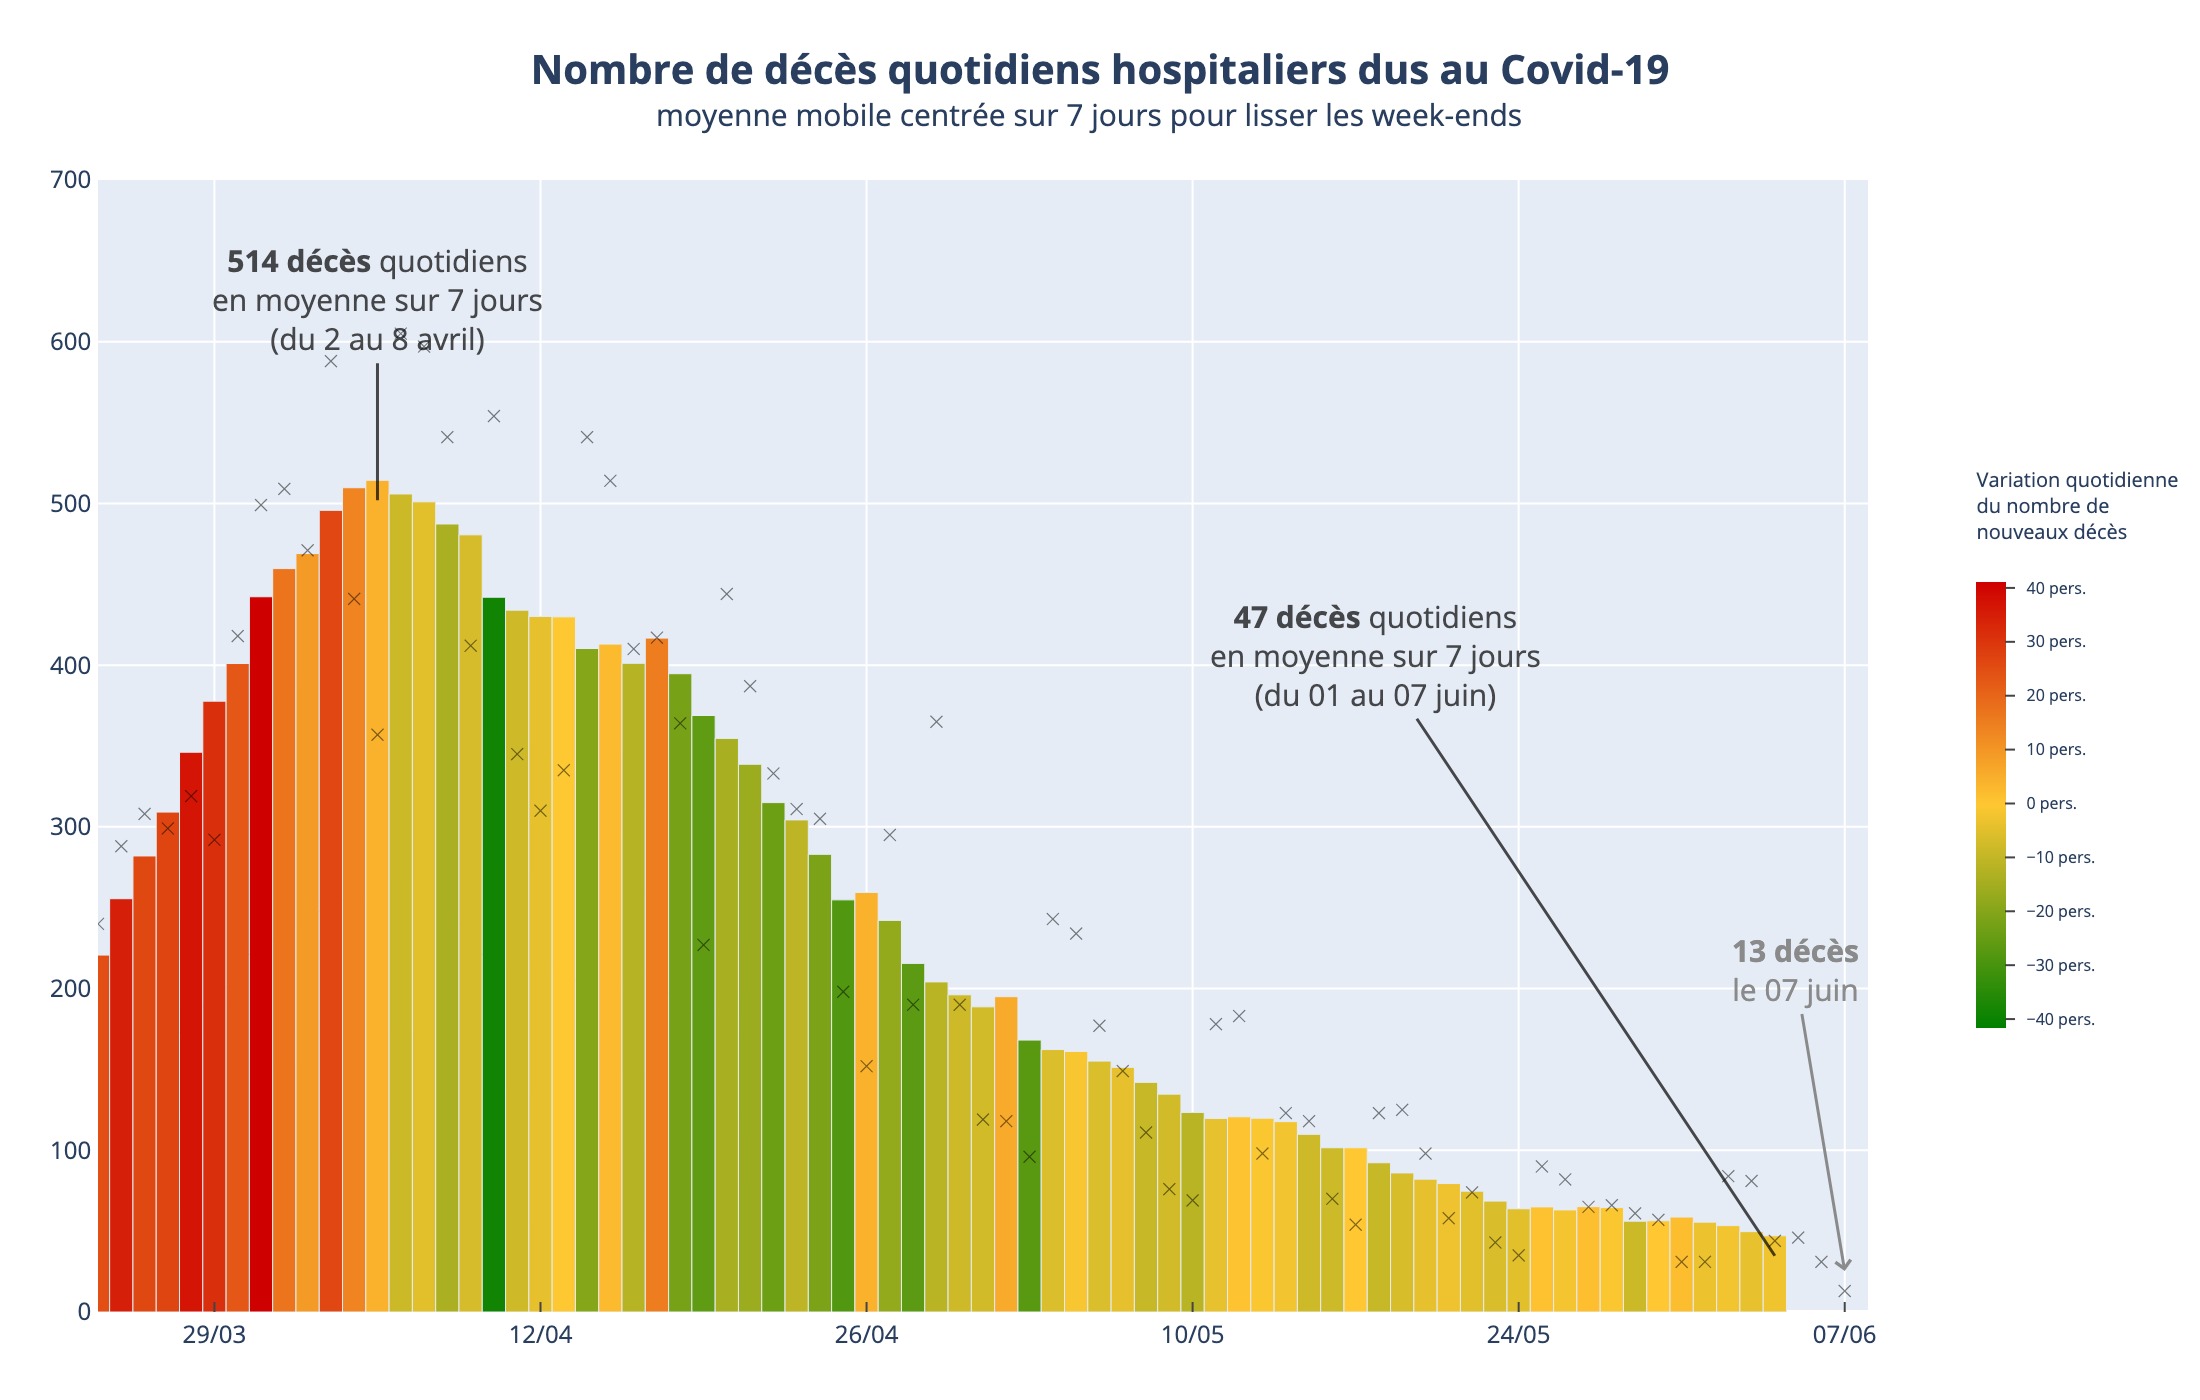 Nombre de décès quotidiens hospitaliers dus au Covid-19
moyenne mobile centrée sur 7 jours pour lisser les week-ends
700
600
500
400
300
200
100
0
514 décès quotidiens
en moyenne sur 7 jours
(du 2 au 8 avril)
47 décès quotidiens
en moyenne sur 7 jours
(du 01 au 07 juin)
13 décès
le 07 juin
29/03
12/04
26/04
10/05
24/05
07/06
Variation quotidienne
du nombre de
nouveaux décès
40 pers.
30 pers.
20 pers.
10 pers.
0 pers.
−10 pers.
−20 pers.
−30 pers.
−40 pers.